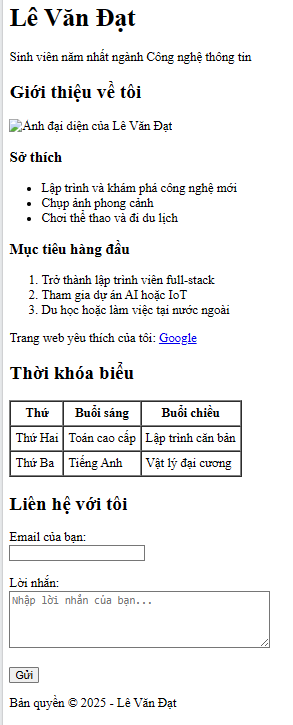 Lê Văn Đạt
Sinh viên năm nhất ngành Công nghệ thông tin
Giới thiệu về tôi
Ảnh đại diện của Lê Văn Đạt
Sở thích
• Lập trình và khám phá công nghệ mới
• Chụp ảnh phong cảnh
• Chơi thể thao và đi du lịch
Mục tiêu hàng đầu
1. Trở thành lập trình viên full-stack
2. Tham gia dự án AI hoặc IoT
3. Du học hoặc làm việc tại nước ngoài
Trang web yêu thích của tôi: Google
Thời khóa biểu
Thứ Buổi sáng Buổi chiều
Thứ Hai Toán cao cấp Lập trình căn bản
Thứ Ba Tiếng Anh Vật lý đại cương
Liên hệ với tôi
Email của bạn:
Lời nhắn:
Nhập lời nhắn của bạn...
Gửi
Bản quyền © 2025 - Lê Văn Đạt